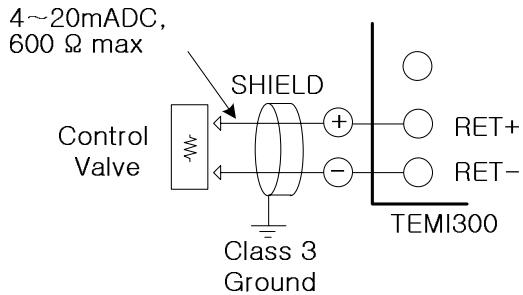 4~20mADC,
600 Ω max
SHIELD
Control
Valve
+
RET+
−
RET−
TEMI300
Class 3
Ground